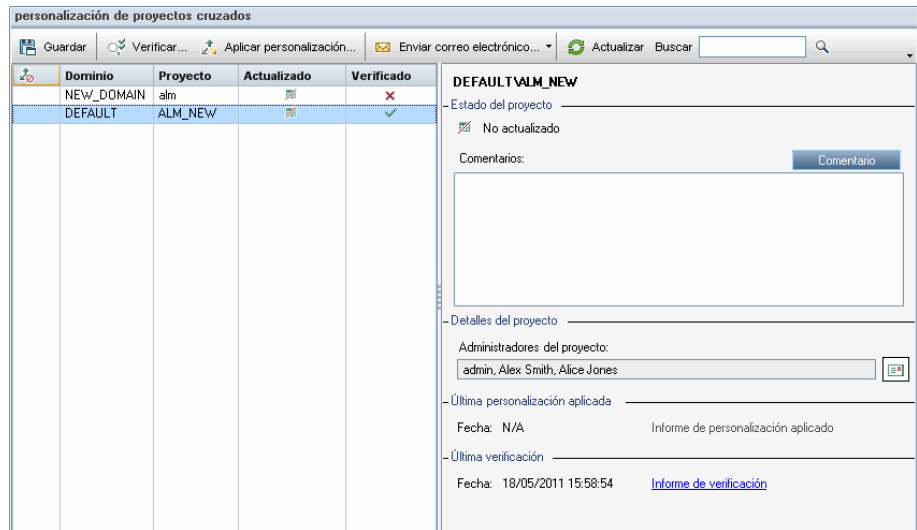 personalización de proyectos cruzados
Guardar Verificar... Aplicar personalización... Enviar correo electrónico... Actualizar Buscar
Dominio Proyecto Actualizado Verificado
NEW_DOMAIN alm
DEFAULT ALM_NEW
DEFAULT\ALM_NEW
Estado del proyecto
No actualizado
Comentarios: Comentario
Detalles del proyecto
Administradores del proyecto:
admin, Alex Smith, Alice Jones
Última personalización aplicada
Fecha: N/A Informe de personalización aplicado
Última verificación
Fecha: 18/05/2011 15:58:54 Informe de verificación